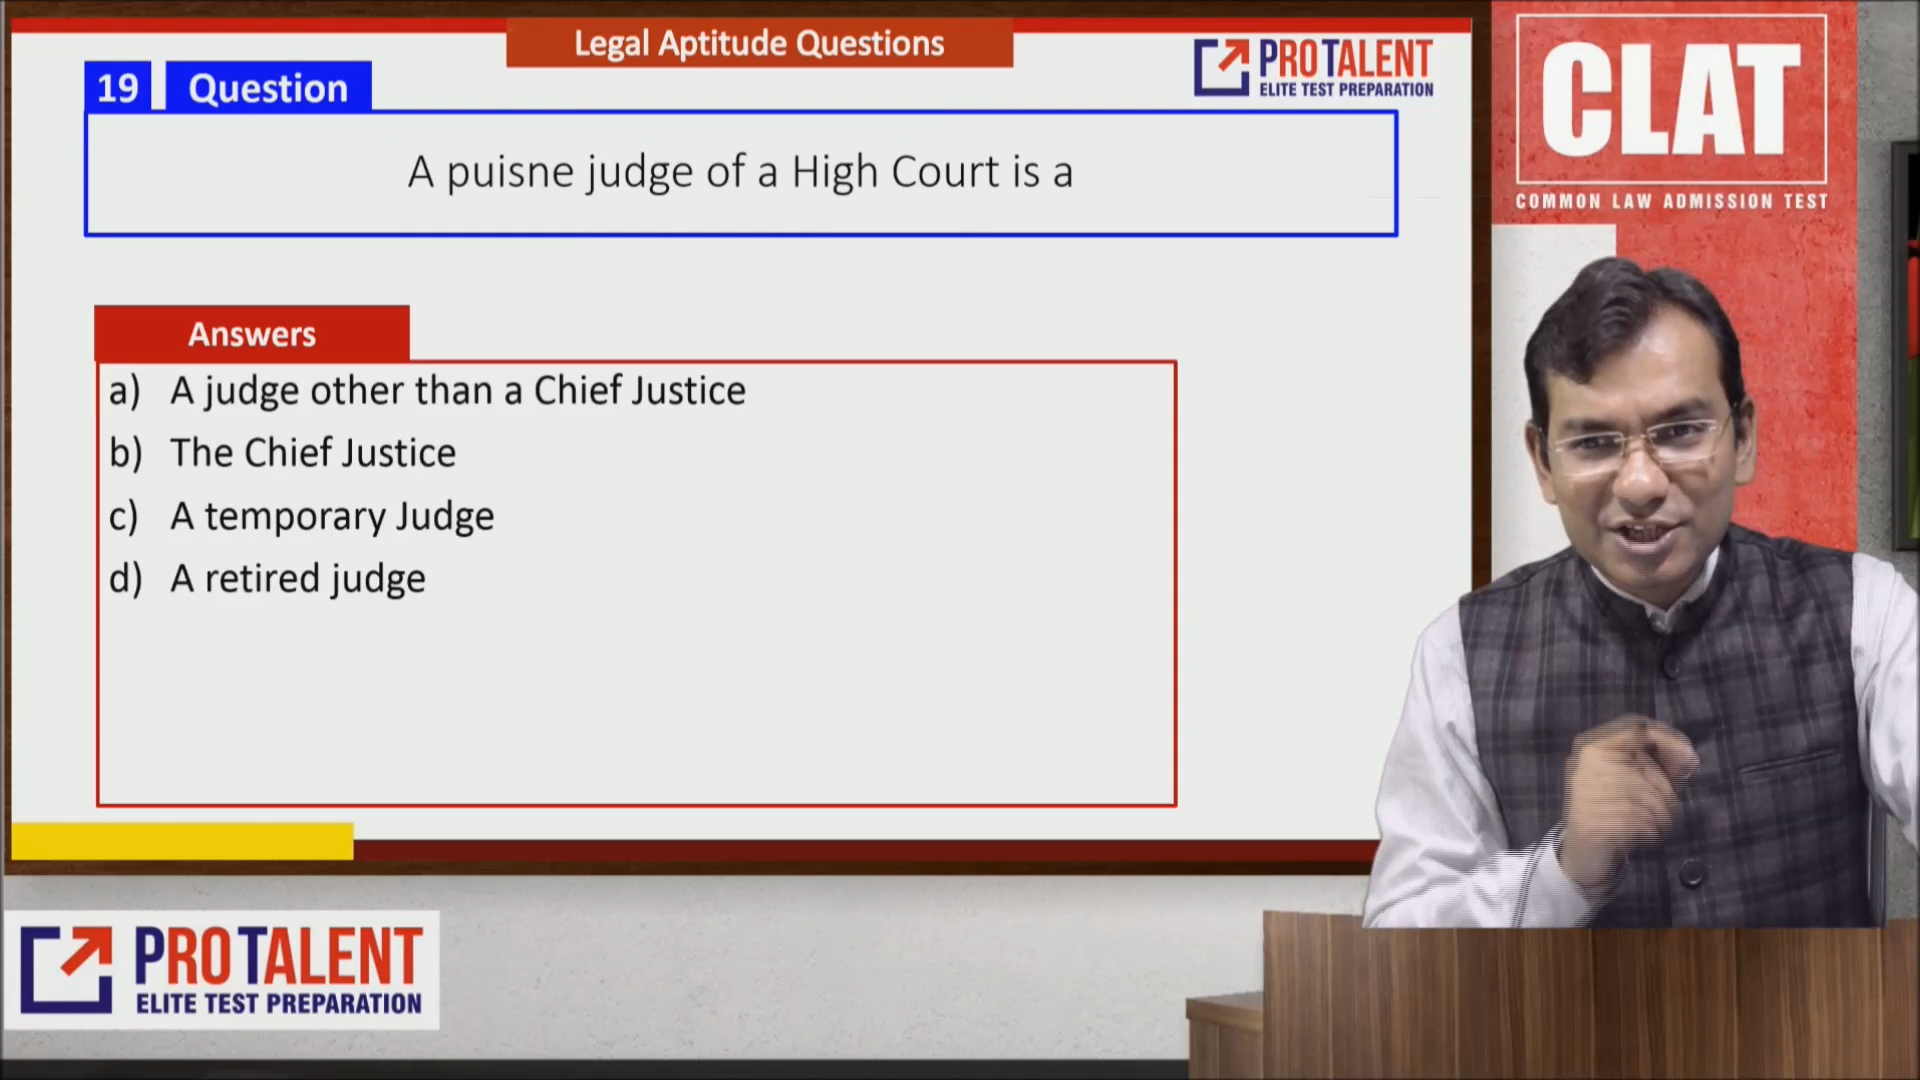 Legal Aptitude Questions
PROTALENT
ELITE TEST PREPARATION
CLAT
COMMON LAW ADMISSION TEST
19 Question
A puisne judge of a High Court is a
Answers
a) A judge other than a Chief Justice
b) The Chief Justice
c) A temporary Judge
d) A retired judge
PROTALENT
ELITE TEST PREPARATION